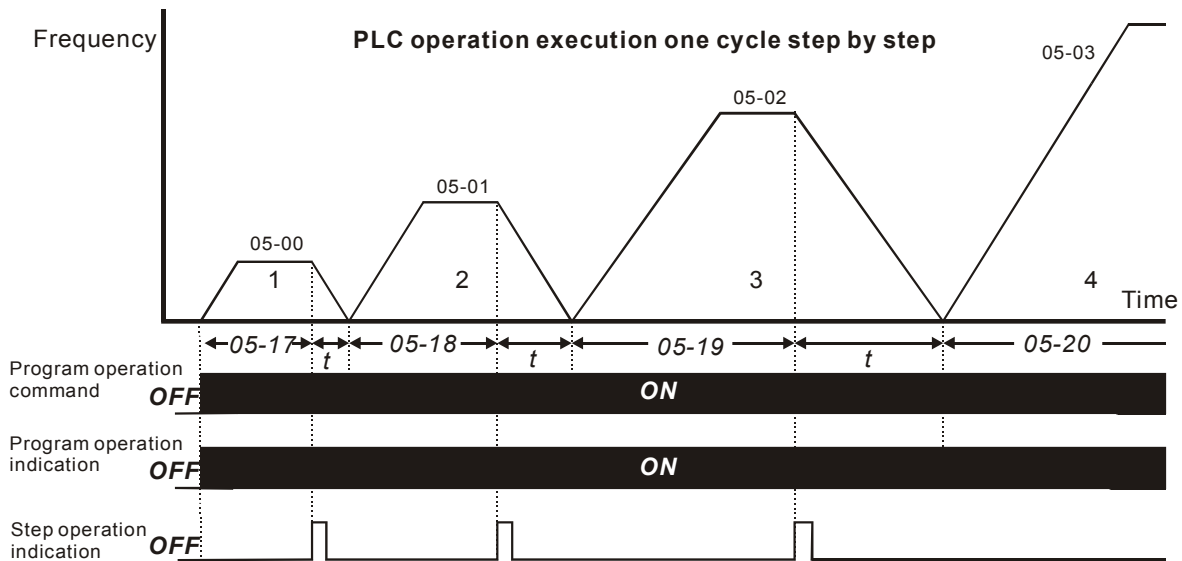 Frequency
PLC operation execution one cycle step by step
05-03
05-02
05-01
05-00
1
2
3
4
Time
05-17
t
05-18
t
05-19
t
05-20
Program operation
command
OFF
ON
Program operation
indication
OFF
ON
Step operation
indication
OFF